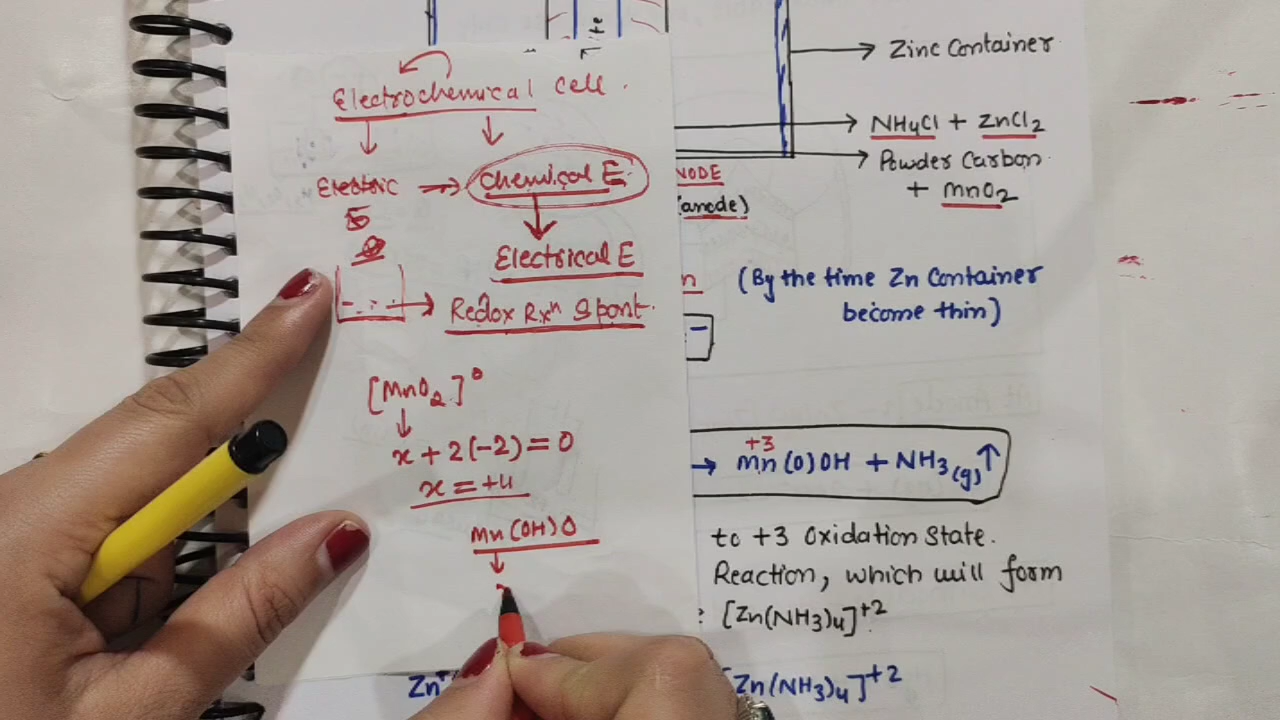 Electrochemical Cell.
Electric → Chemical E
Electrical E
Redox Rxn Spont.
[MnO2]0
x + 2(-2) = 0
x = +4
Mn(OH)O
Zinc Container
NH4Cl + ZnCl2
Powder Carbon
+ MnO2
NODE
(anode)
n
(By the time Zn Container
become thin)
-
+3
→ Mn(O)OH + NH3(g)↑
to +3 Oxidation State.
Reaction, which will form
: [Zn(NH3)4]+2
Zn+
[Zn(NH3)4]+2